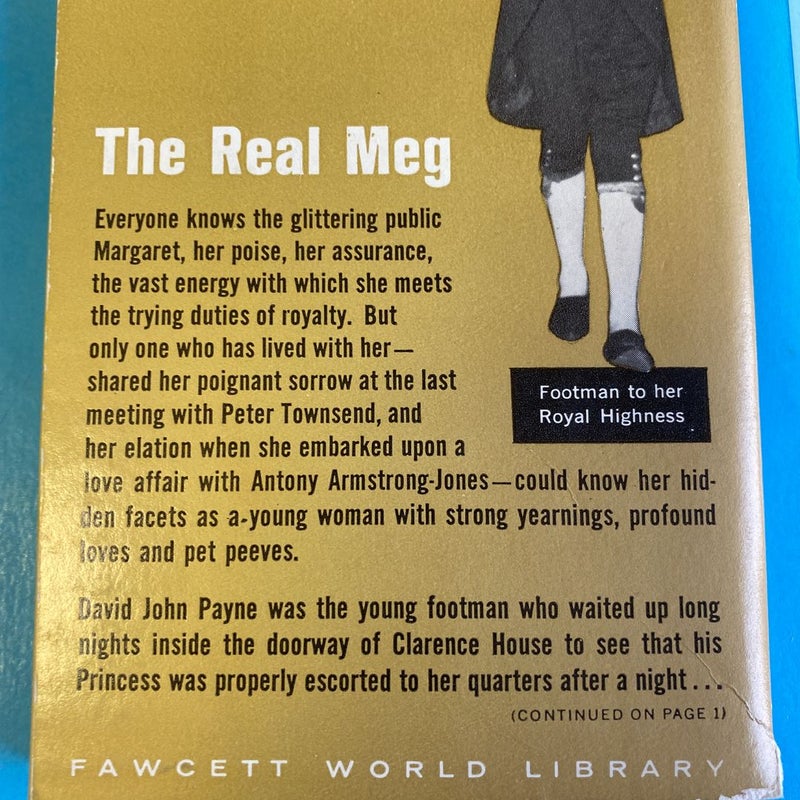 The Real Meg
Everyone knows the glittering public
Margaret, her poise, her assurance,
the vast energy with which she meets
the trying duties of royalty. But
only one who has lived with her—
shared her poignant sorrow at the last
meeting with Peter Townsend, and
her elation when she embarked upon a
love affair with Antony Armstrong-Jones—could know her hid-
den facets as a young woman with strong yearnings, profound
loves and pet peeves.
Footman to her
Royal Highness
David John Payne was the young footman who waited up long
nights inside the doorway of Clarence House to see that his
Princess was properly escorted to her quarters after a night...
(CONTINUED ON PAGE 1)
FAWCETT WORLD LIBRARY